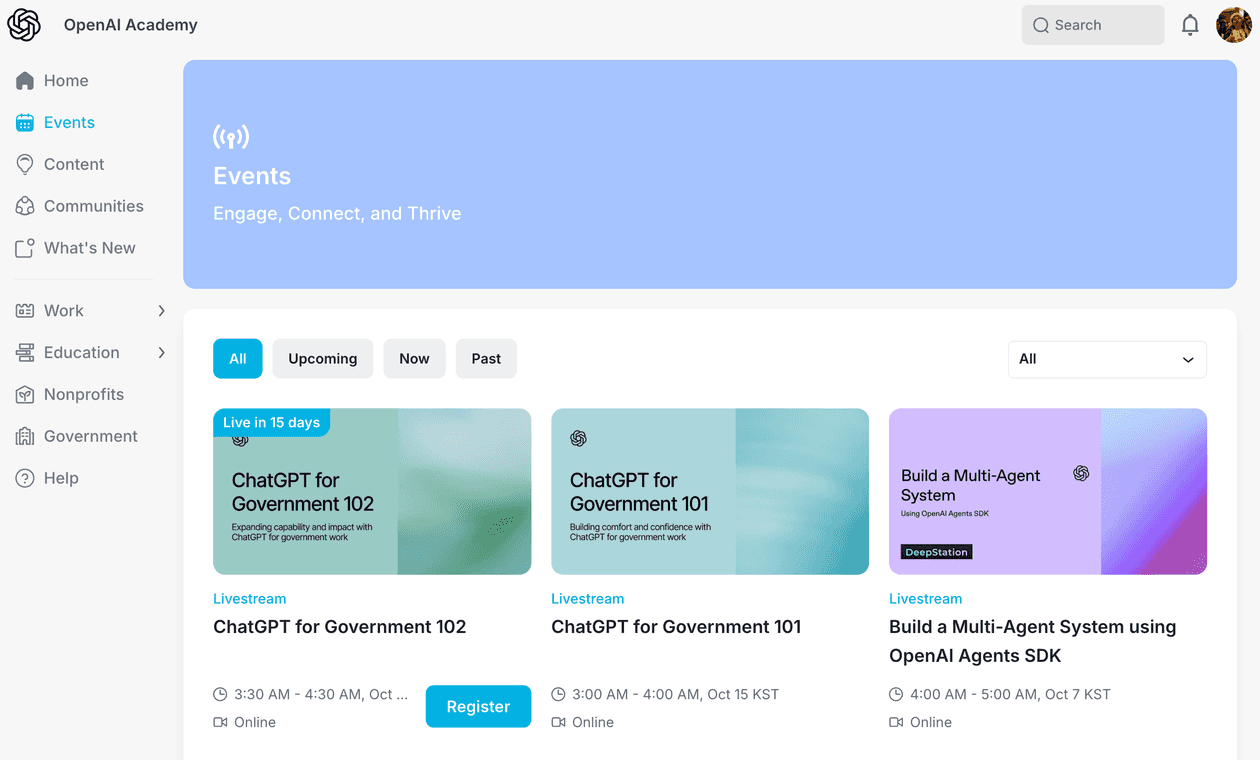 OpenAI Academy
Search
Home
Events
Content
Communities
What's New
Work
Education
Nonprofits
Government
Help
Events
Engage, Connect, and Thrive
All
Upcoming
Now
Past
All
Live in 15 days
ChatGPT for
Government 102
Expanding capability and impact with
ChatGPT for government work
Livestream
ChatGPT for Government 102
3:30 AM - 4:30 AM, Oct ...
Online
Register
ChatGPT for
Government 101
Building comfort and confidence with
ChatGPT for government work
Livestream
ChatGPT for Government 101
3:00 AM - 4:00 AM, Oct 15 KST
Online
Build a Multi-Agent
System
Using OpenAI Agents SDK
DeepStation
Livestream
Build a Multi-Agent System using
OpenAI Agents SDK
4:00 AM - 5:00 AM, Oct 7 KST
Online